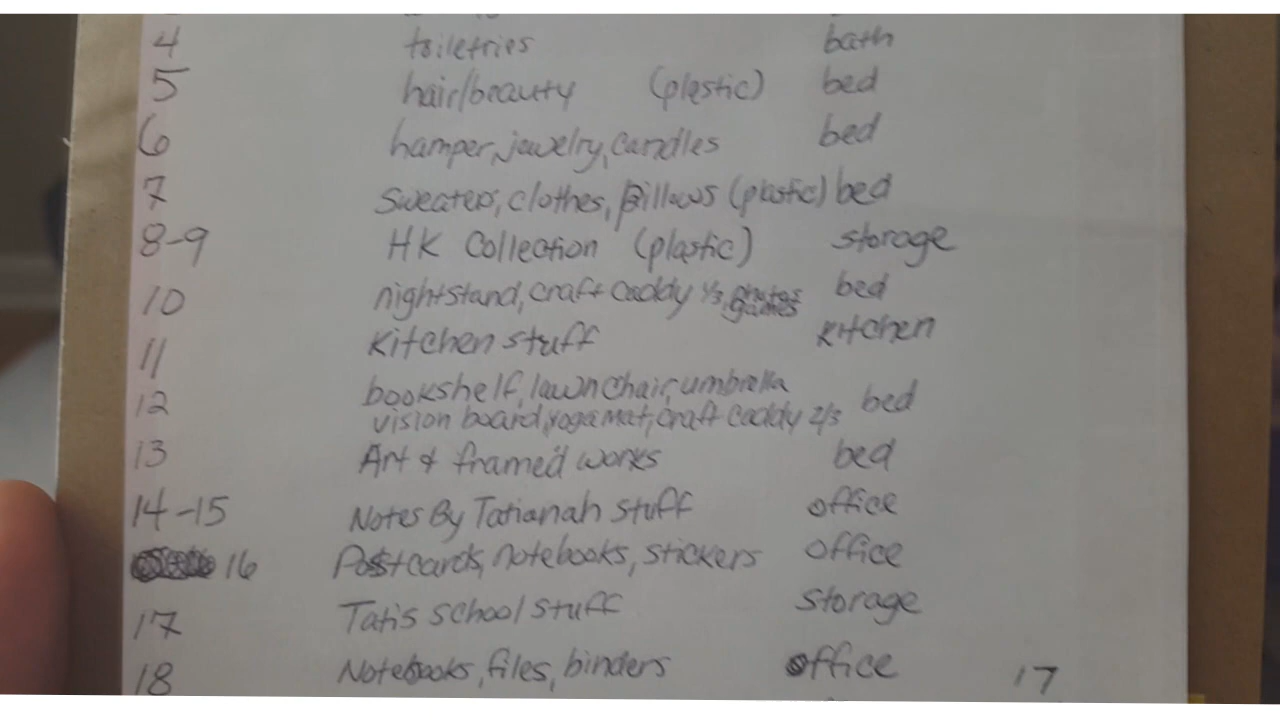 4 toiletries bath
5 hair/beauty (plastic) bed
6 hamper, jewelry, candles bed
7 sweaters, clothes, pillows (plastic) bed
8-9 HK Collection (plastic) storage
10 nightstand, craft caddy 1/3, photos bed
games
11 Kitchen stuff kitchen
12 bookshelf, lawn chair, umbrella bed
vision board, yoga mat, craft caddy 2/3
13 Art & framed works bed
14-15 Notes By Tatianah stuff office
16 Postcards, notebooks, stickers office
17 Tati's school stuff storage
18 Notebooks, files, binders office 17